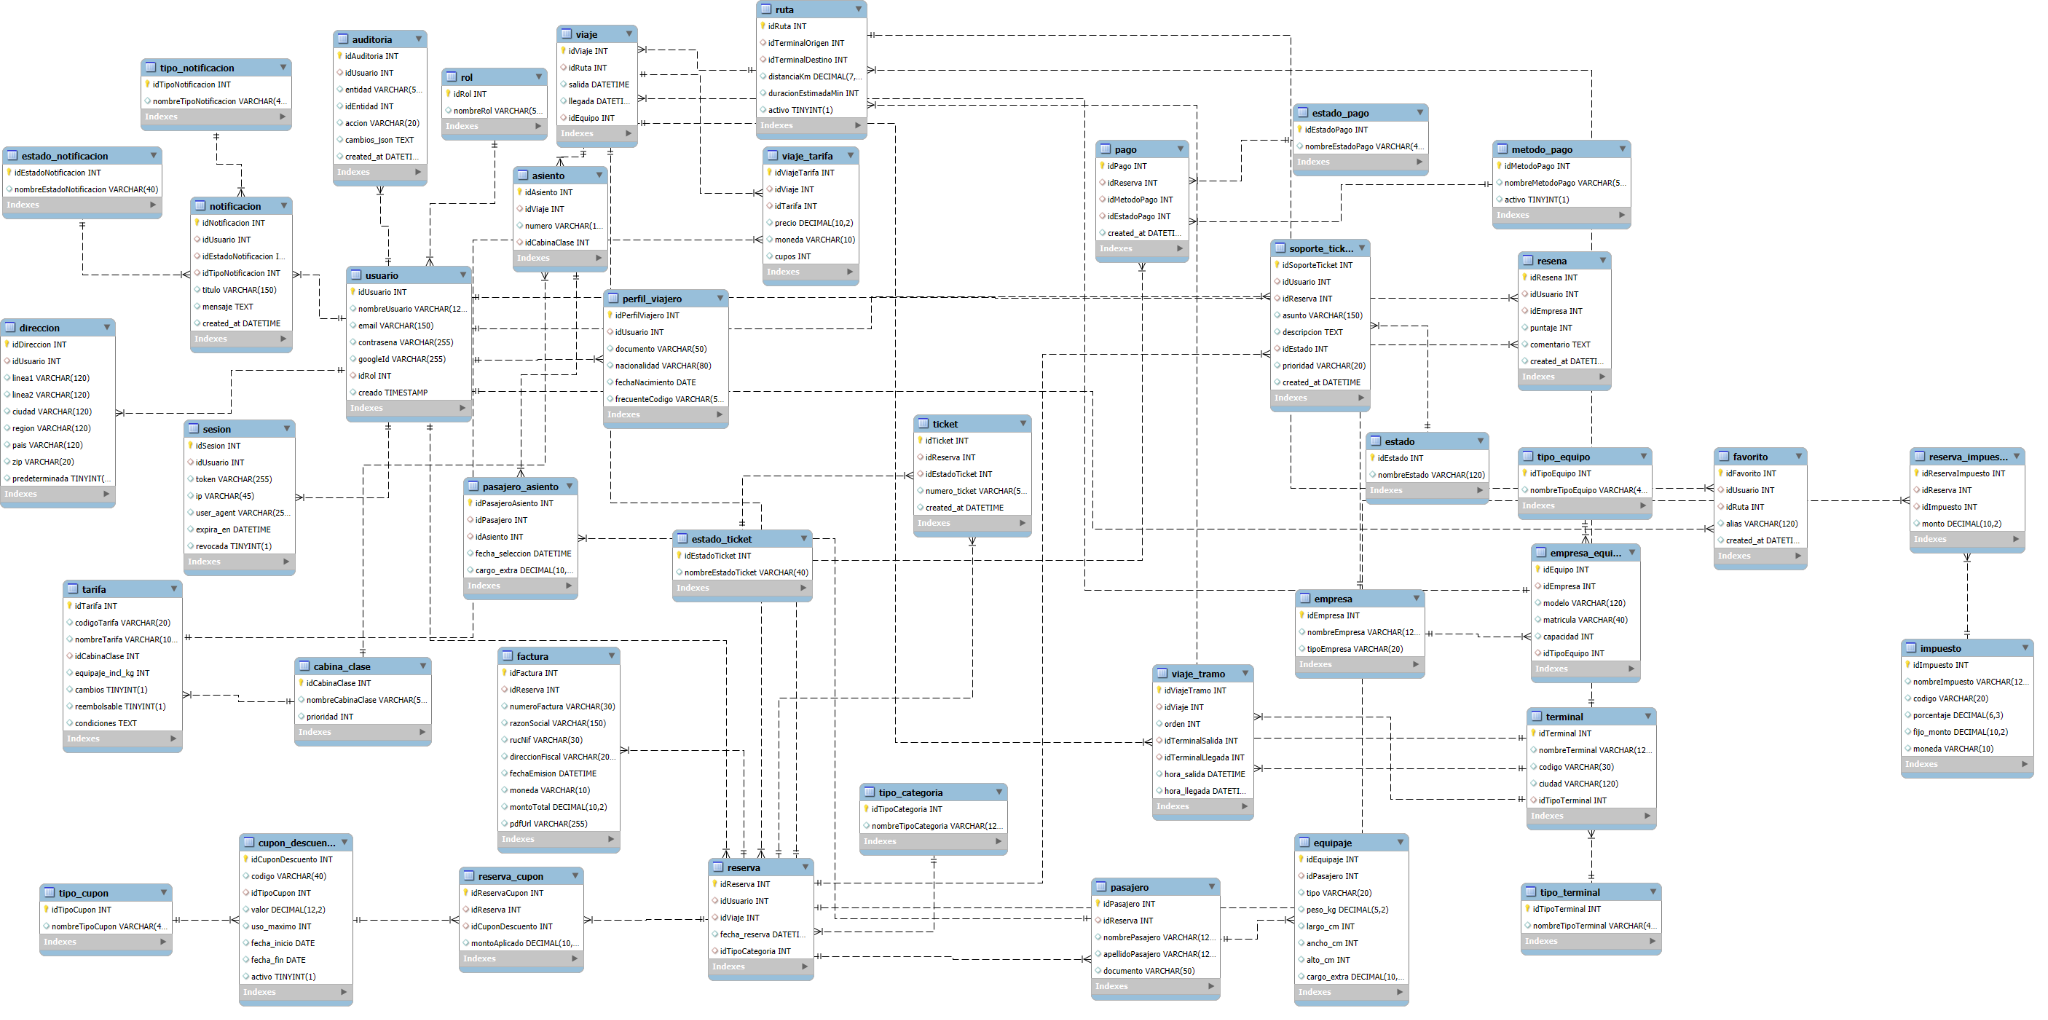 tipo_notificacion
idTipoNotificacion INT
nombreTipoNotificacion VARCHAR(4...
Indexes
estado_notificacion
idEstadoNotificacion INT
nombreEstadoNotificacion VARCHAR(40)
Indexes
notificacion
idNotificacion INT
idUsuario INT
idEstadoNotificacion I...
idTipoNotificacion INT
titulo VARCHAR(150)
mensaje TEXT
created_at DATETIME
Indexes
direccion
idDireccion INT
idUsuario INT
linea1 VARCHAR(120)
linea2 VARCHAR(120)
ciudad VARCHAR(120)
region VARCHAR(120)
pais VARCHAR(120)
zip VARCHAR(20)
predeterminada TINYINT(...
Indexes
auditoria
idAuditoria INT
idUsuario INT
entidad VARCHAR(5...
idEntidad INT
accion VARCHAR(20)
cambios_json TEXT
created_at DATETI...
Indexes
rol
idRol INT
nombreRol VARCHAR(5...
Indexes
viaje
idViaje INT
idRuta INT
salida DATETIME
llegada DATETI...
idEquipo INT
Indexes
ruta
idRuta INT
idTerminalOrigen INT
idTerminalDestino INT
distanciaKm DECIMAL(7,...
duracionEstimadaMin INT
activo TINYINT(1)
Indexes
asiento
idAsiento INT
idViaje INT
numero VARCHAR(1...
idCabinaClase INT
Indexes
viaje_tarifa
idViajeTarifa INT
idViaje INT
idTarifa INT
precio DECIMAL(10,2)
moneda VARCHAR(10)
cupos INT
Indexes
usuario
idUsuario INT
nombreUsuario VARCHAR(12...
email VARCHAR(150)
contrasena VARCHAR(255)
googleId VARCHAR(255)
idRol INT
creado TIMESTAMP
Indexes
perfil_viajero
idPerfilViajero INT
idUsuario INT
documento VARCHAR(50)
nacionalidad VARCHAR(80)
fechaNacimiento DATE
frecuenteCodigo VARCHAR(5...
Indexes
pago
idPago INT
idReserva INT
idMetodoPago INT
idEstadoPago INT
created_at DATETI...
Indexes
estado_pago
idEstadoPago INT
nombreEstadoPago VARCHAR(4...
Indexes
metodo_pago
idMetodoPago INT
nombreMetodoPago VARCHAR(5...
activo TINYINT(1)
Indexes
soporte_tick...
idSoporteTicket INT
idUsuario INT
idReserva INT
asunto VARCHAR(150)
descripcion TEXT
idEstado INT
prioridad VARCHAR(20)
created_at DATETIME
Indexes
resena
idResena INT
idUsuario INT
idEmpresa INT
puntaje INT
comentario TEXT
created_at DATETI...
Indexes
sesion
idSesion INT
idUsuario INT
token VARCHAR(255)
ip VARCHAR(45)
user_agent VARCHAR(25...
expira_en DATETIME
revocada TINYINT(1)
Indexes
pasajero_asiento
idPasajeroAsiento INT
idPasajero INT
idAsiento INT
fecha_seleccion DATETIME
cargo_extra DECIMAL(10,...
Indexes
ticket
idTicket INT
idReserva INT
idEstadoTicket INT
numero_ticket VARCHAR(5...
created_at DATETIME
Indexes
estado_ticket
idEstadoTicket INT
nombreEstadoTicket VARCHAR(40)
Indexes
estado
idEstado INT
nombreEstado VARCHAR(120)
Indexes
tipo_equipo
idTipoEquipo INT
nombreTipoEquipo VARCHAR(4...
Indexes
favorito
idFavorito INT
idUsuario INT
idRuta INT
alias VARCHAR(120)
created_at DATETI...
Indexes
reserva_impues...
idReservaImpuesto INT
idReserva INT
idImpuesto INT
monto DECIMAL(10,2)
Indexes
empresa_equi...
idEquipo INT
idEmpresa INT
modelo VARCHAR(120)
matricula VARCHAR(40)
capacidad INT
idTipoEquipo INT
Indexes
empresa
idEmpresa INT
nombreEmpresa VARCHAR(12...
tipoEmpresa VARCHAR(20)
Indexes
tarifa
idTarifa INT
codigoTarifa VARCHAR(20)
nombreTarifa VARCHAR(10...
idCabinaClase INT
equipaje_incl_kg INT
cambios TINYINT(1)
reembolsable TINYINT(1)
condiciones TEXT
Indexes
cabina_clase
idCabinaClase INT
nombreCabinaClase VARCHAR(5...
prioridad INT
Indexes
factura
idFactura INT
idReserva INT
numeroFactura VARCHAR(30)
razonSocial VARCHAR(150)
rucNif VARCHAR(30)
direccionFiscal VARCHAR(20...
fechaEmision DATETIME
moneda VARCHAR(10)
montoTotal DECIMAL(10,2)
pdfUrl VARCHAR(255)
Indexes
impuesto
idImpuesto INT
nombreImpuesto VARCHAR(12...
codigo VARCHAR(20)
porcentaje DECIMAL(6,3)
fijo_monto DECIMAL(10,2)
moneda VARCHAR(10)
Indexes
viaje_tramo
idViajeTramo INT
idViaje INT
orden INT
idTerminalSalida INT
idTerminalLlegada INT
hora_salida DATETIME
hora_llegada DATETI...
Indexes
terminal
idTerminal INT
nombreTerminal VARCHAR(12...
codigo VARCHAR(30)
ciudad VARCHAR(120)
idTipoTerminal INT
Indexes
tipo_categoria
idTipoCategoria INT
nombreTipoCategoria VARCHAR(12...
Indexes
tipo_cupon
idTipoCupon INT
nombreTipoCupon VARCHAR(4...
Indexes
cupon_descuen...
idCuponDescuento INT
codigo VARCHAR(40)
idTipoCupon INT
valor DECIMAL(12,2)
uso_maximo INT
fecha_inicio DATE
fecha_fin DATE
activo TINYINT(1)
Indexes
reserva_cupon
idReservaCupon INT
idReserva INT
idCuponDescuento INT
montoAplicado DECIMAL(10,...
Indexes
reserva
idReserva INT
idUsuario INT
idViaje INT
fecha_reserva DATETI...
idTipoCategoria INT
Indexes
pasajero
idPasajero INT
idReserva INT
nombrePasajero VARCHAR(12...
apellidoPasajero VARCHAR(12...
documento VARCHAR(50)
Indexes
equipaje
idEquipaje INT
idPasajero INT
tipo VARCHAR(20)
peso_kg DECIMAL(5,2)
largo_cm INT
ancho_cm INT
alto_cm INT
cargo_extra DECIMAL(10,...
Indexes
tipo_terminal
idTipoTerminal INT
nombreTipoTerminal VARCHAR(4...
Indexes